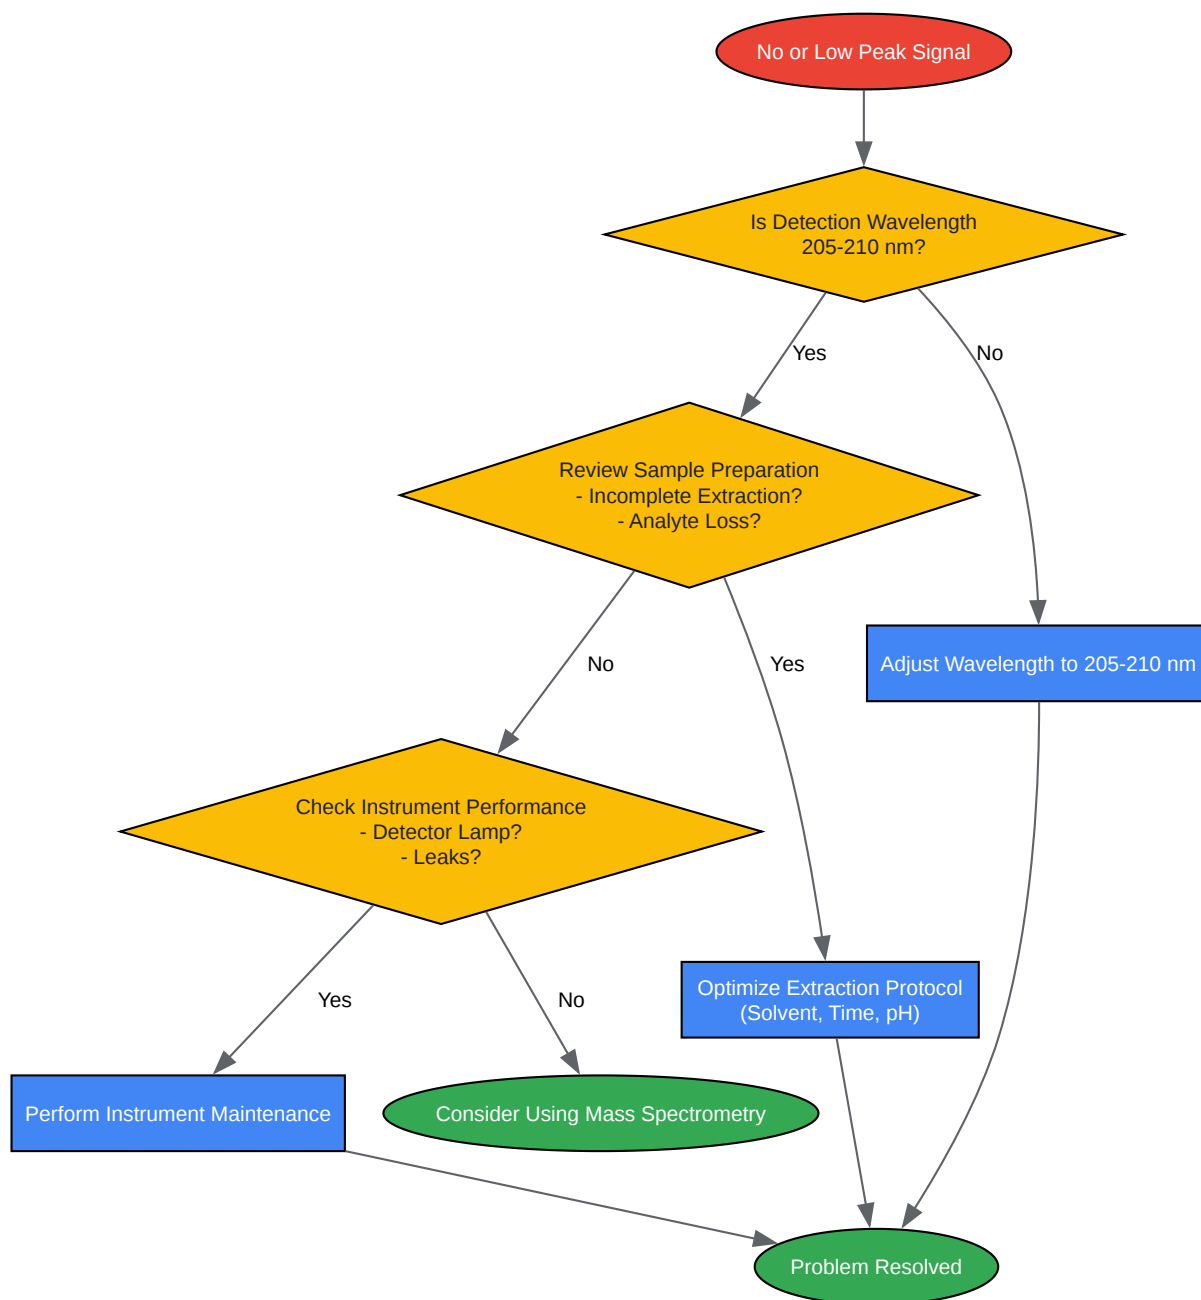 No or Low Peak Signal
Is Detection Wavelength
205-210 nm?
Yes
No
Review Sample Preparation
- Incomplete Extraction?
- Analyte Loss?
No
Yes
Adjust Wavelength to 205-210 nm
Check Instrument Performance
- Detector Lamp?
- Leaks?
Yes
No
Optimize Extraction Protocol
(Solvent, Time, pH)
Perform Instrument Maintenance
Consider Using Mass Spectrometry
Problem Resolved